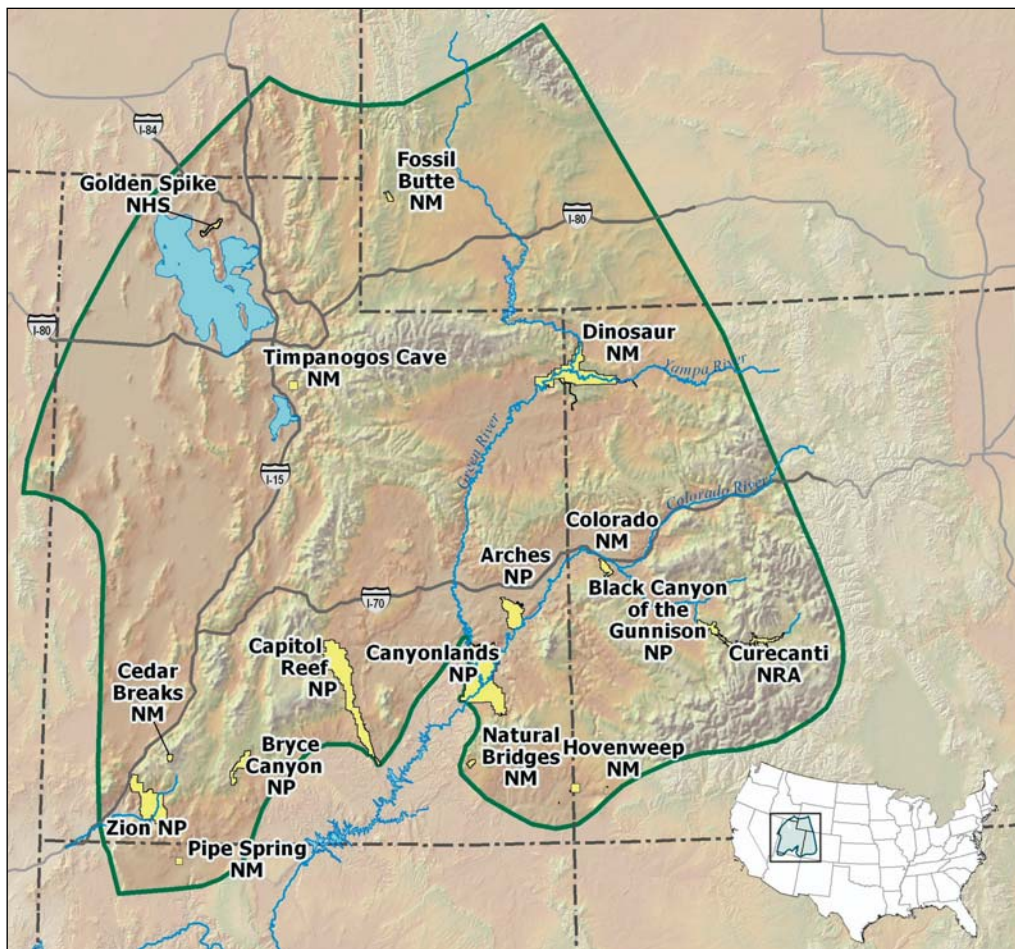 I-84
Fossil
Butte
NM
Golden Spike
NHS
I-80
I-80
Dinosaur
NM
Timpanogos Cave
NM
Yampa River
Green River
I-15
Colorado River
Colorado
NM
Arches
NP
Black Canyon
of the
Gunnison
NP
I-70
Capitol
Reef
NP
Canyonlands
NP
Curecanti
NRA
Cedar
Breaks
NM
Natural
Bridges
NM
Hovenweep
NM
Bryce
Canyon
NP
Zion NP
Pipe Spring
NM